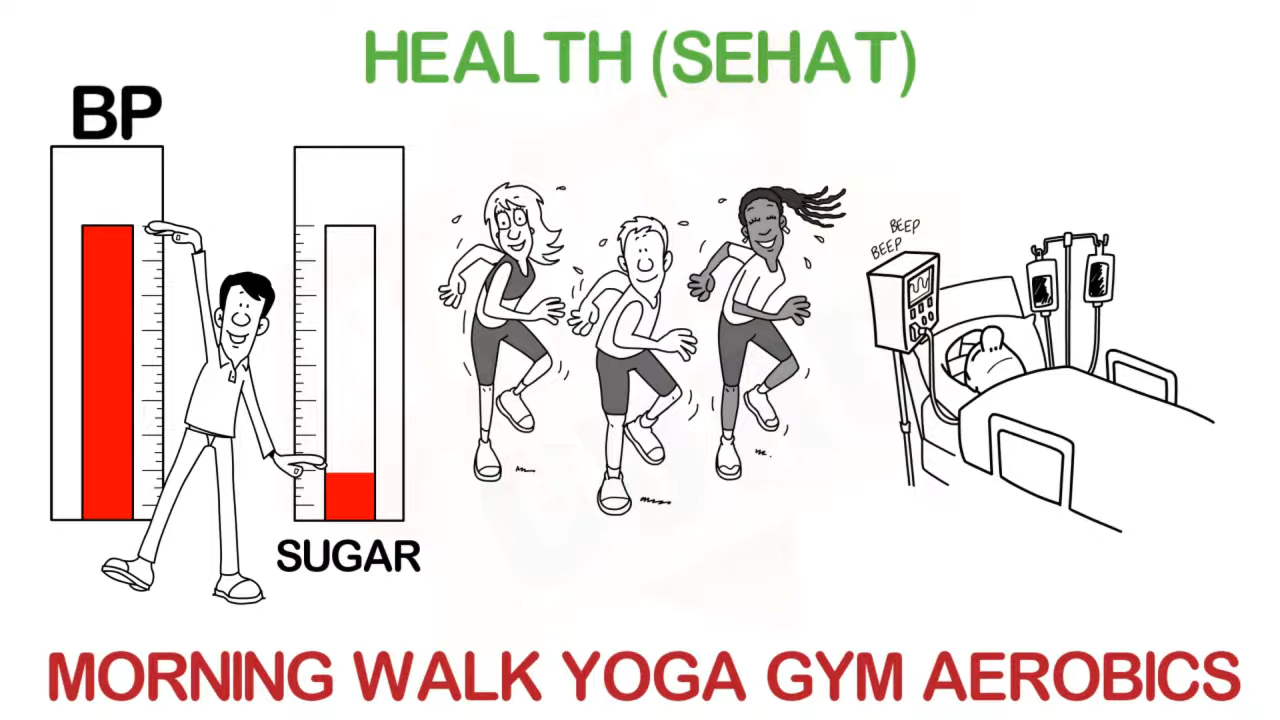 HEALTH (SEHAT)
BP
BEEP
BEEP
SUGAR
MORNING WALK YOGA GYM AEROBICS